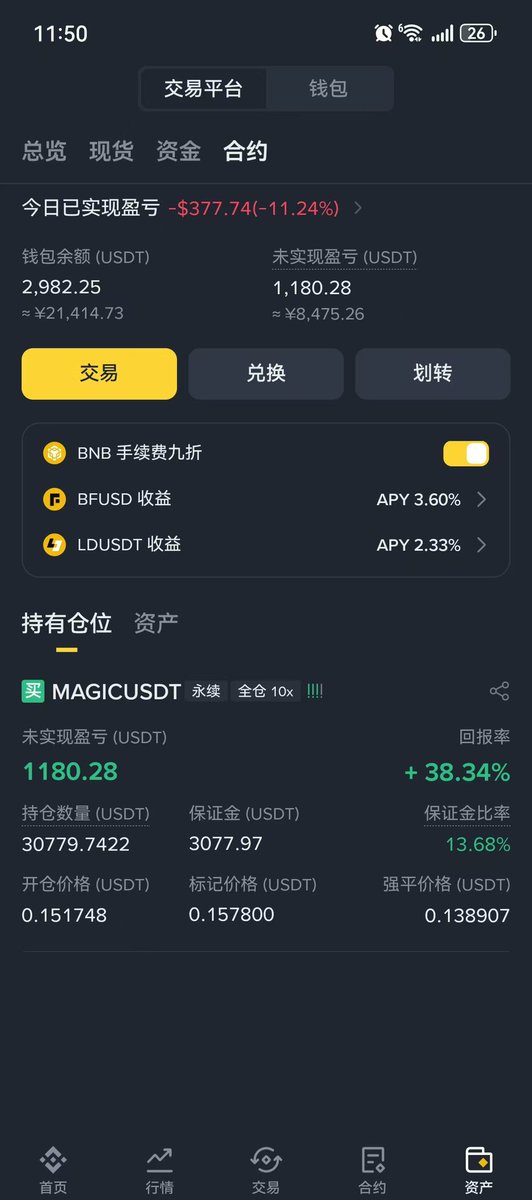 11:50
6
26
交易平台 钱包
总览 现货 资金 合约
今日已实现盈亏 -$377.74(-11.24%)
钱包余额 (USDT) 未实现盈亏 (USDT)
2,982.25 1,180.28
≈ ¥21,414.73 ≈ ¥8,475.26
交易 兑换 划转
BNB 手续费九折
BFUSD 收益 APY 3.60%
LDUSDT 收益 APY 2.33%
持有仓位 资产
买 MAGICUSDT 永续 全仓 10x !!!!
未实现盈亏 (USDT) 回报率
1180.28 + 38.34%
持仓数量 (USDT) 保证金 (USDT) 保证金比率
30779.7422 3077.97 13.68%
开仓价格 (USDT) 标记价格 (USDT) 强平价格 (USDT)
0.151748 0.157800 0.138907
首页 行情 交易 合约 资产